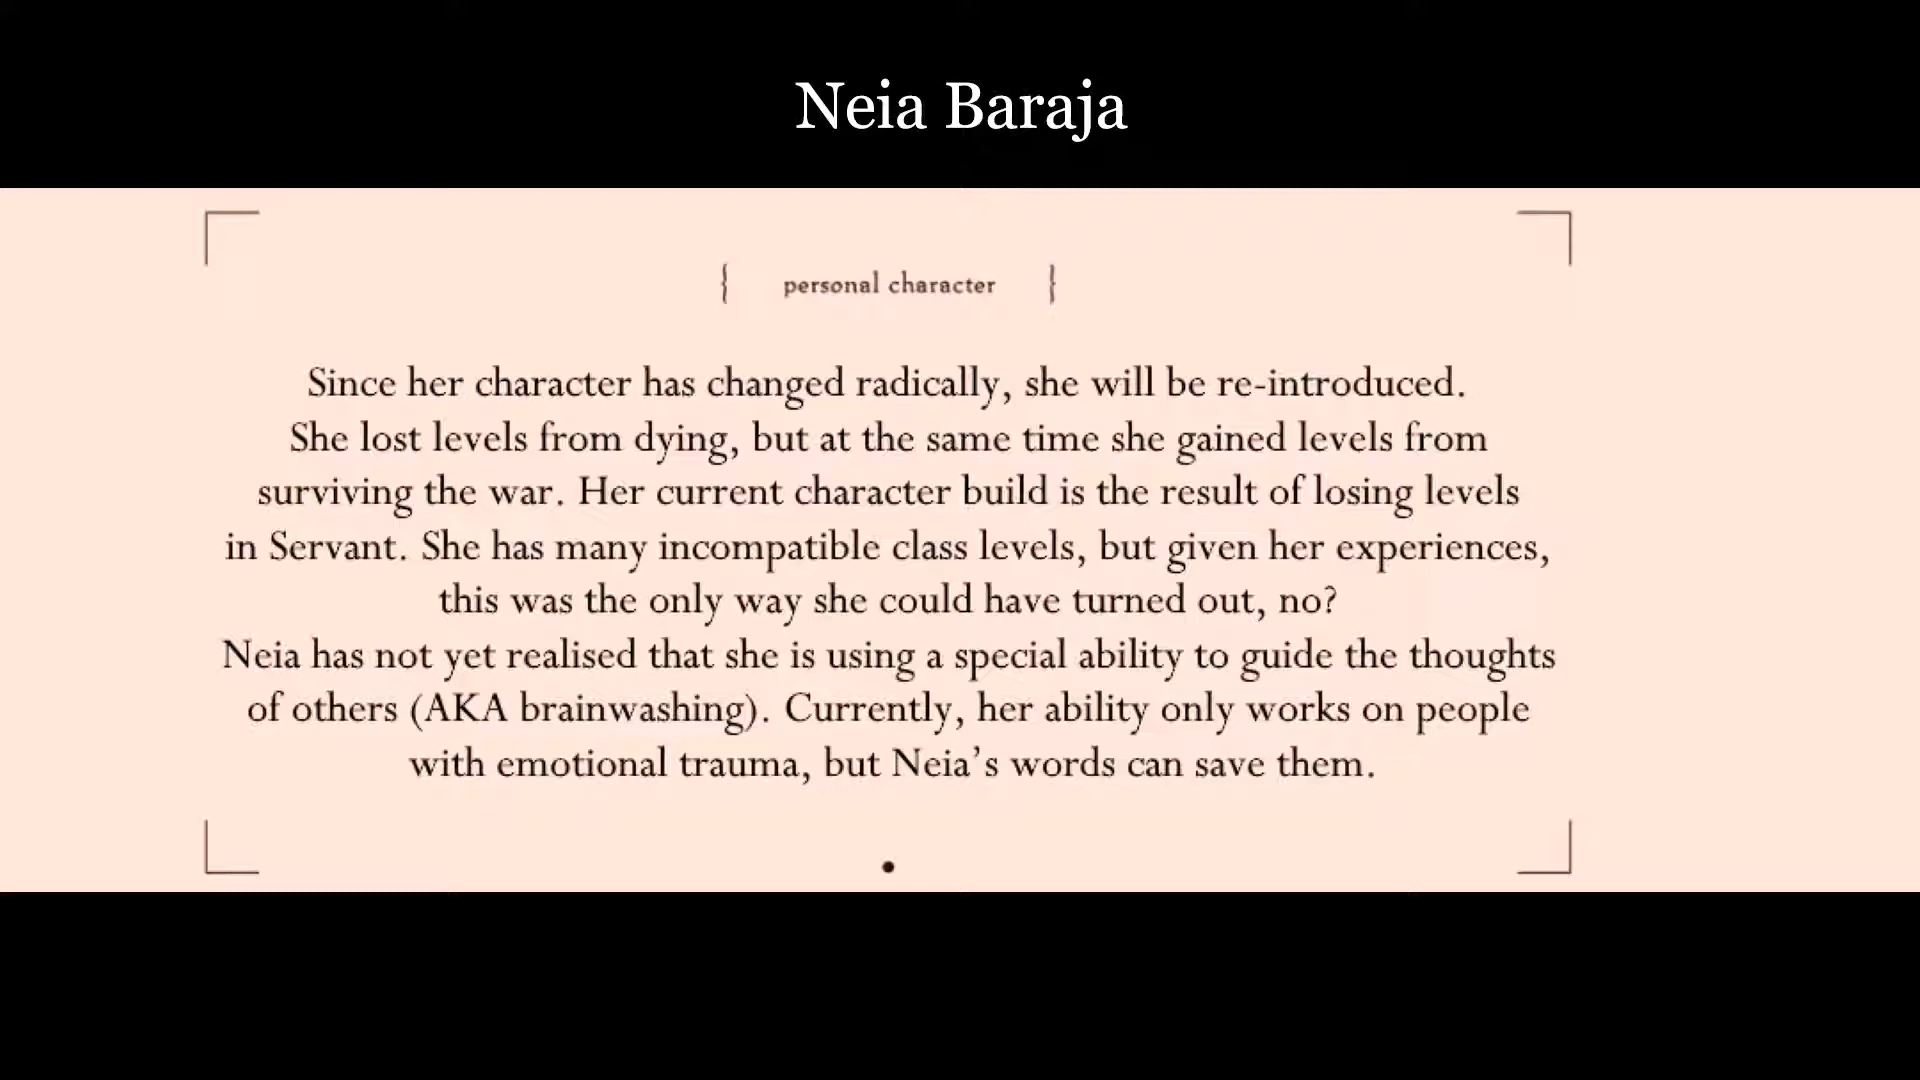 Neia Baraja
{ personal character }
Since her character has changed radically, she will be re-introduced.
She lost levels from dying, but at the same time she gained levels from
surviving the war. Her current character build is the result of losing levels
in Servant. She has many incompatible class levels, but given her experiences,
this was the only way she could have turned out, no?
Neia has not yet realised that she is using a special ability to guide the thoughts
of others (AKA brainwashing). Currently, her ability only works on people
with emotional trauma, but Neia’s words can save them.